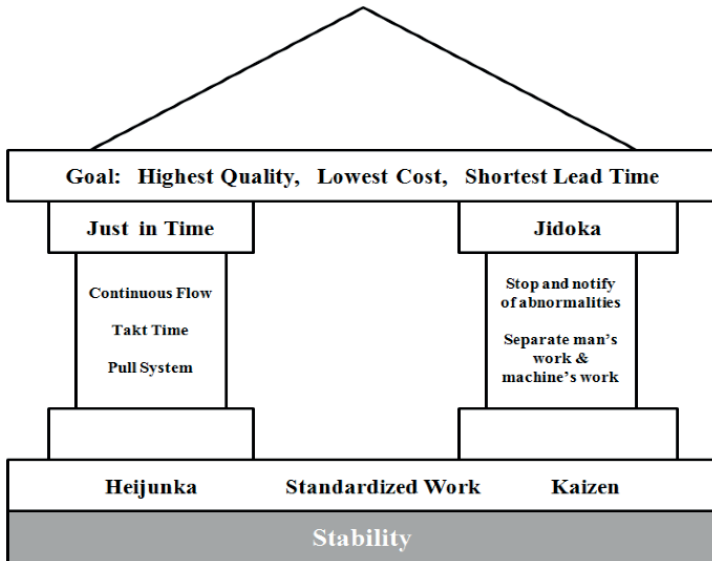 Goal: Highest Quality, Lowest Cost, Shortest Lead Time
Just in Time
Continuous Flow
Takt Time
Pull System
Jidoka
Stop and notify
of abnormalities
Separate man's
work &
machine's work
Heijunka Standardized Work Kaizen
Stability